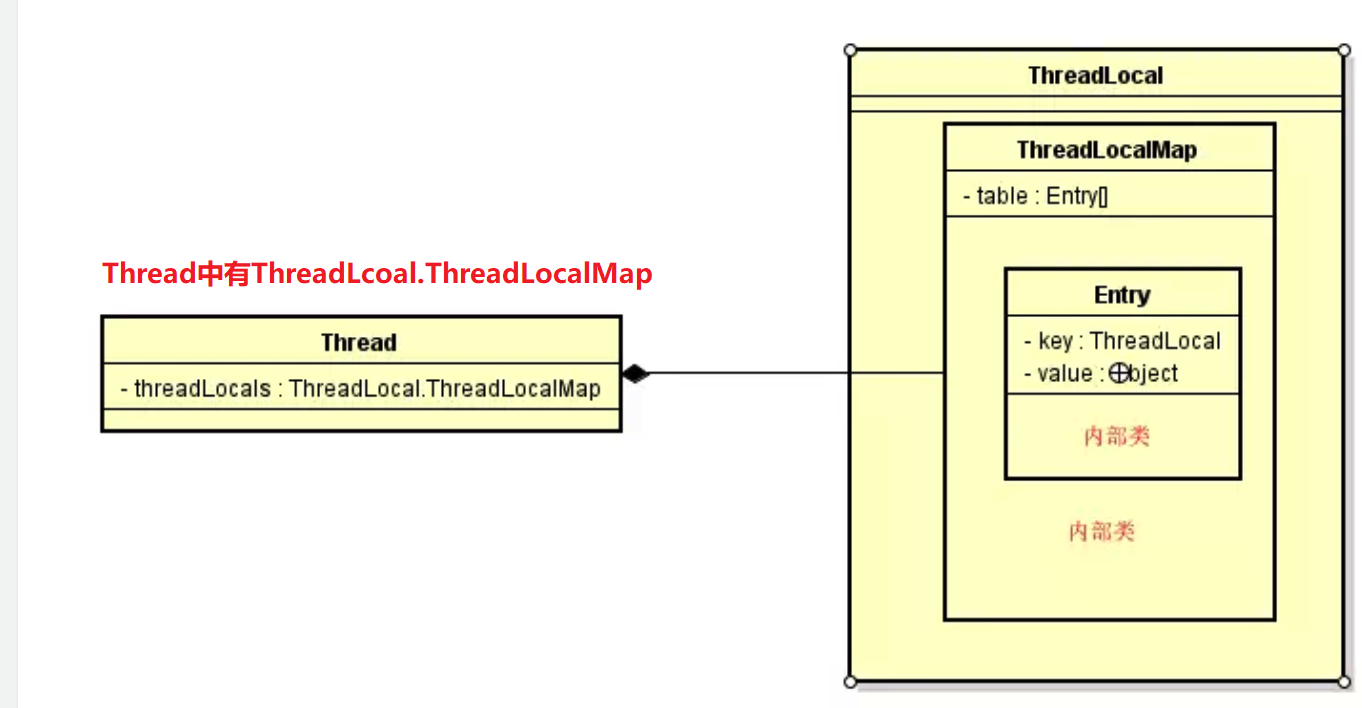 Thread中有ThreadLcoal.ThreadLocalMap
Thread
- threadLocals : ThreadLocal.ThreadLocalMap
ThreadLocal
ThreadLocalMap
- table : Entry[]
Entry
- key : ThreadLocal
- value : Object
内部类
内部类